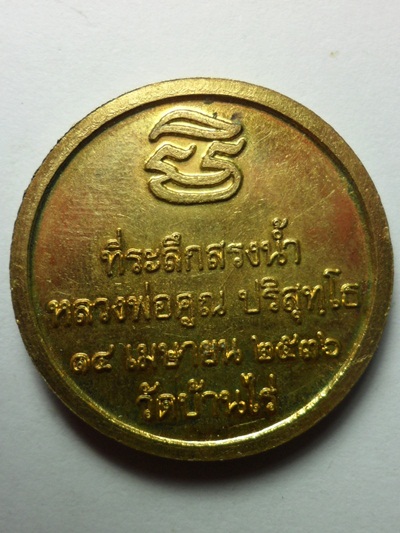 ที่ระลึกสรงน้ำ
หลวงพ่อคูณ ปริสุทฺโธ
๑๔ เมษายน ๒๕๓๖
วัดบ้านไร่